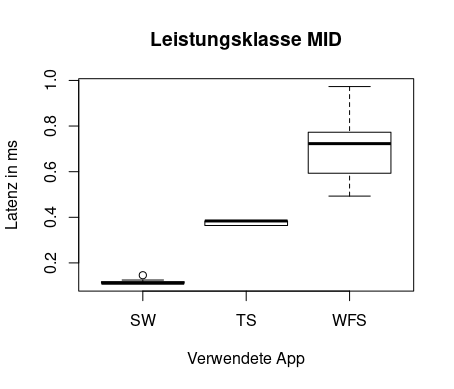 Leistungsklasse MID
Latenz in ms
1.0
0.8
0.6
0.4
0.2
SW TS WFS
Verwendete App